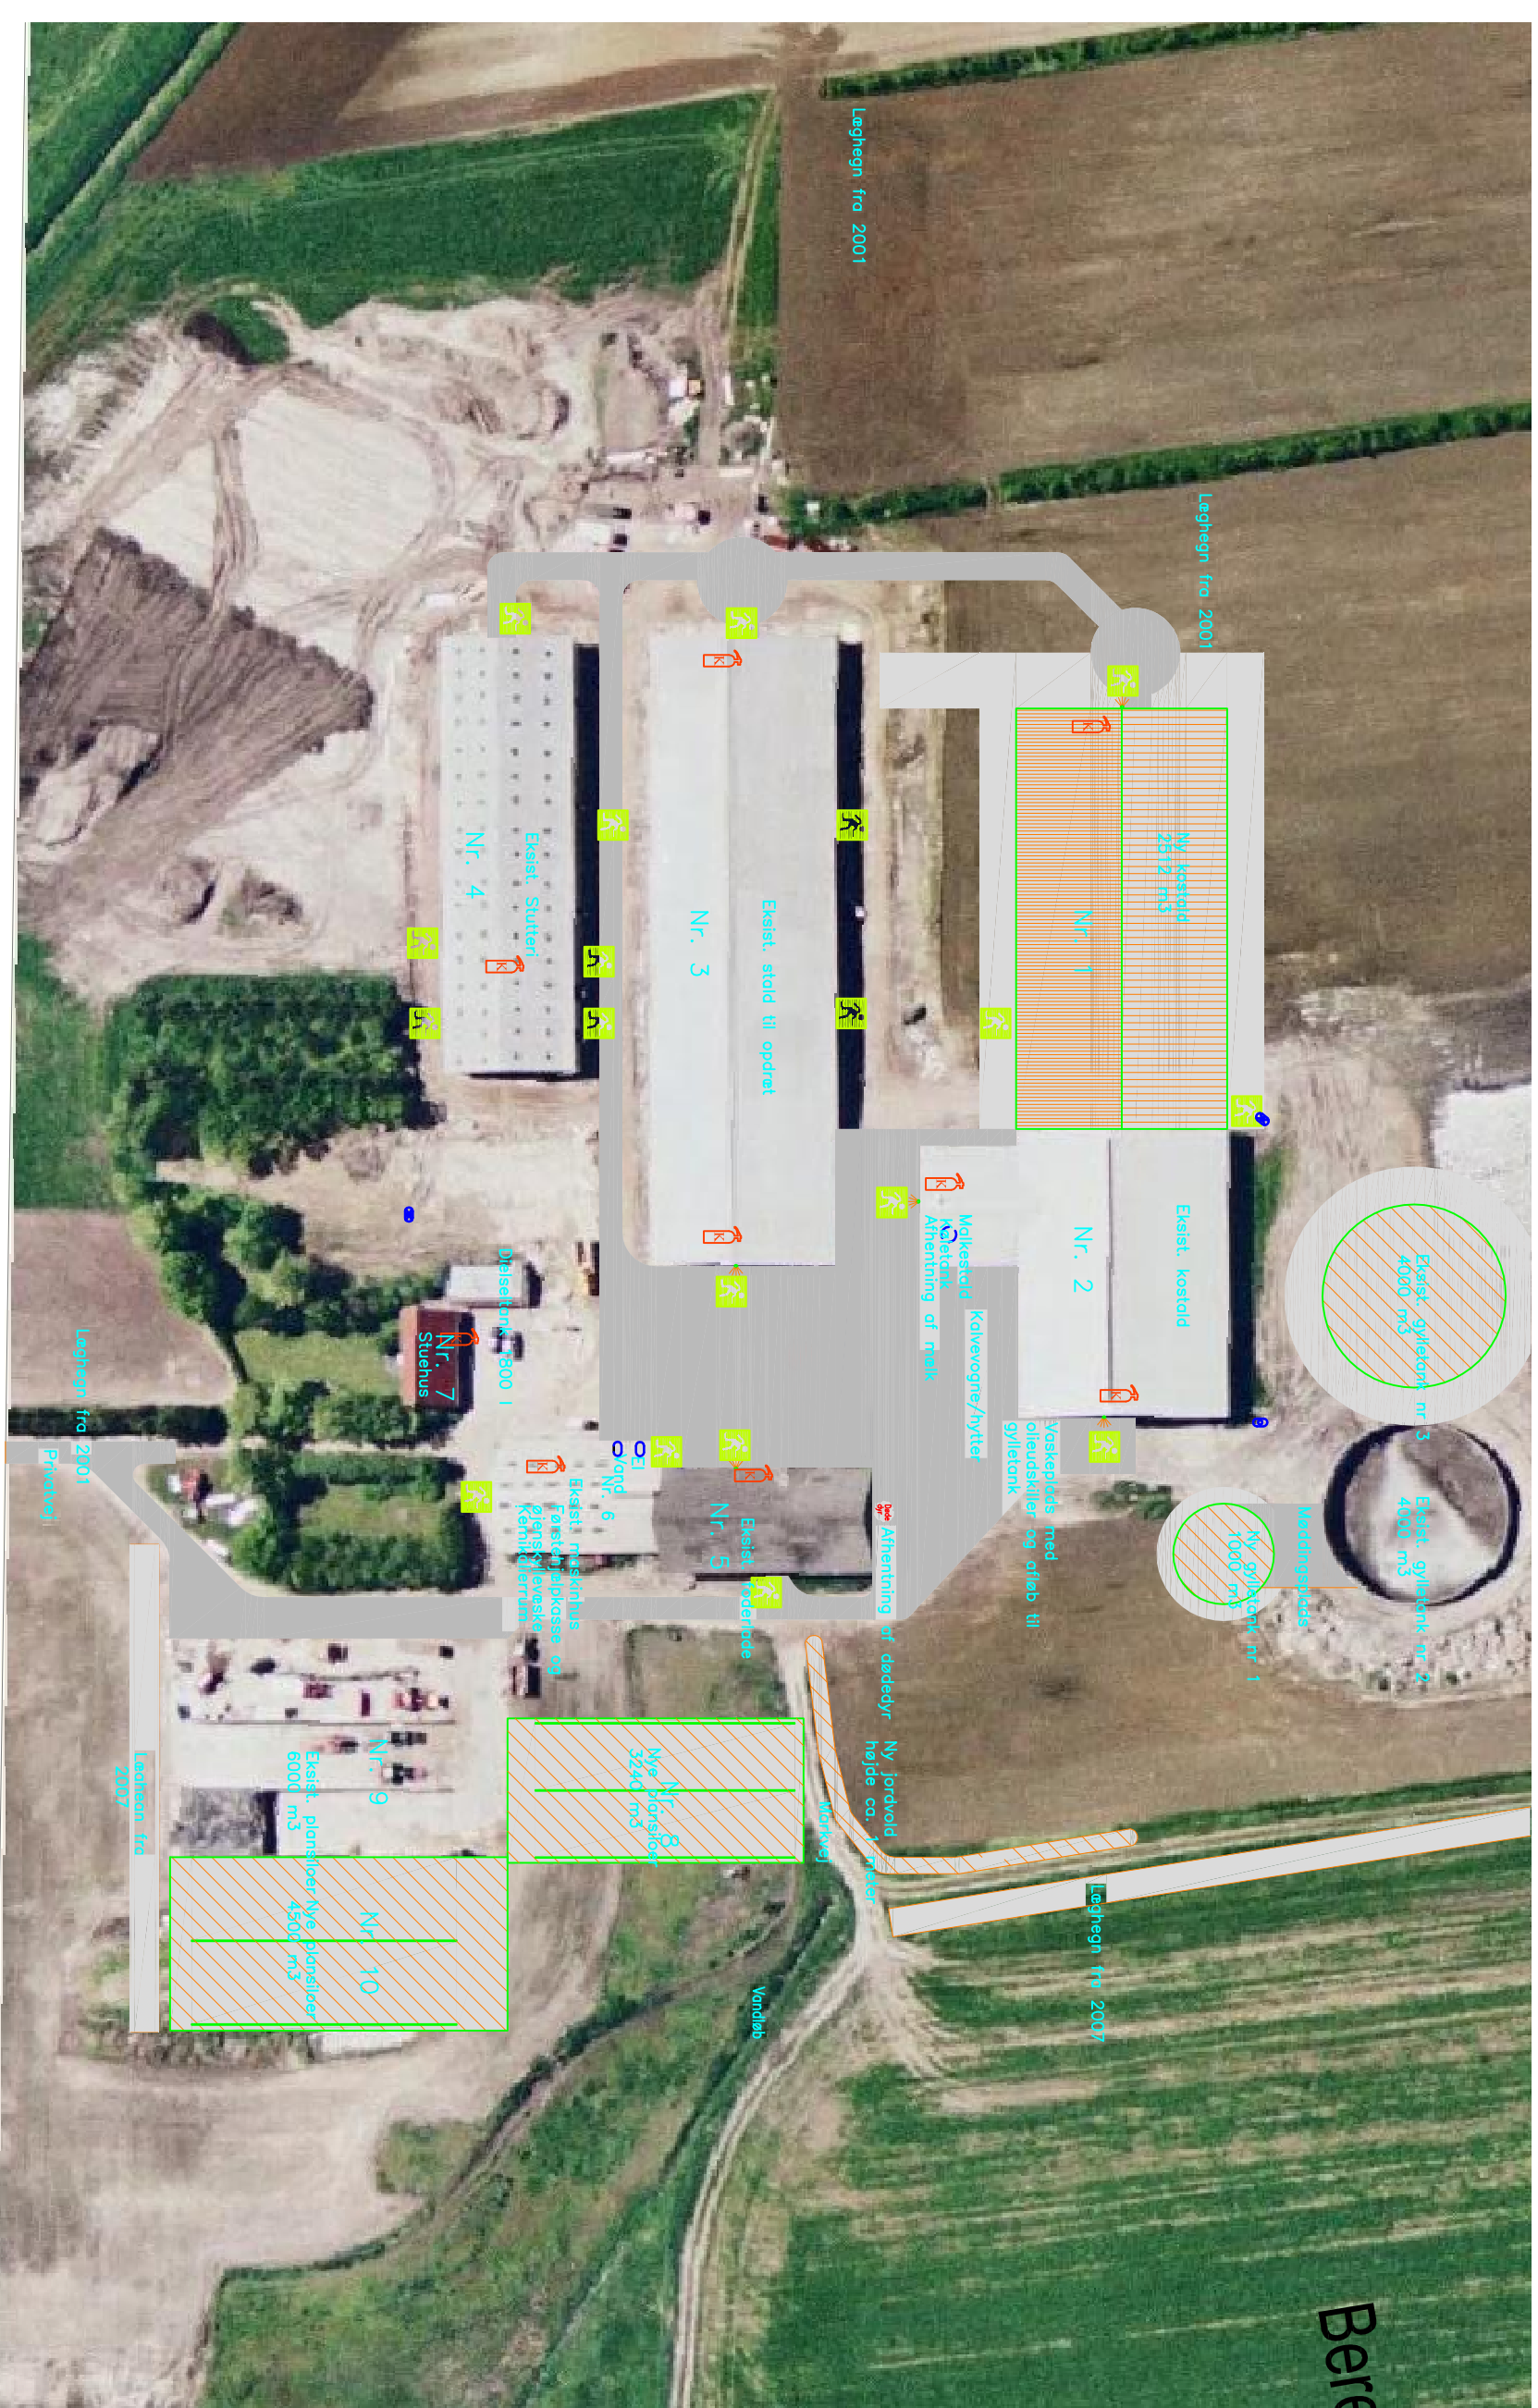 Læghegn fra 2001
Læghegn fra 2001
Ny kostald
2512 m3
Nr. 1
Eksist. stald til opdræt
Nr. 3
Eksist. Stutteri
Nr. 4
K
K
K
K
K
K
K
K
Eksist. kostald
Nr. 2
Malkestald
Køletank
Afhentning af mælk
Kalvevogne/hytter
Vaskeplads med
olieudskiller og afløb til
gylletank
Eksist. gylletank nr 3
4000 m3
Eksist. gylletank nr 2
4000 m3
Møddingsplads
Ny gylletank nr 1
1000 m3
Dielseltank 1800 l
Nr. 7
Stuehus
Læghegn fra 2001
Privatvej
El
Vand
Nr. 6
Eksist. maskinhus
Førstehjælpkasse og
øjenskyllevæske
Kemikalierrum
Nr. 5
Eksist. foderlade
Døde
dyr
Afhentning af dødedyr
Ny jordvold
højde ca. 1 meter
Markvej
Nr. 8
Nye plansiloer
3240 m3
Nr. 9
Eksist. plansiloer
6000 m3
Nye plansiloer
4500 m3
Nr. 10
Læghegn fra
2007
Læghegn fra 2007
Vandløb
Bere